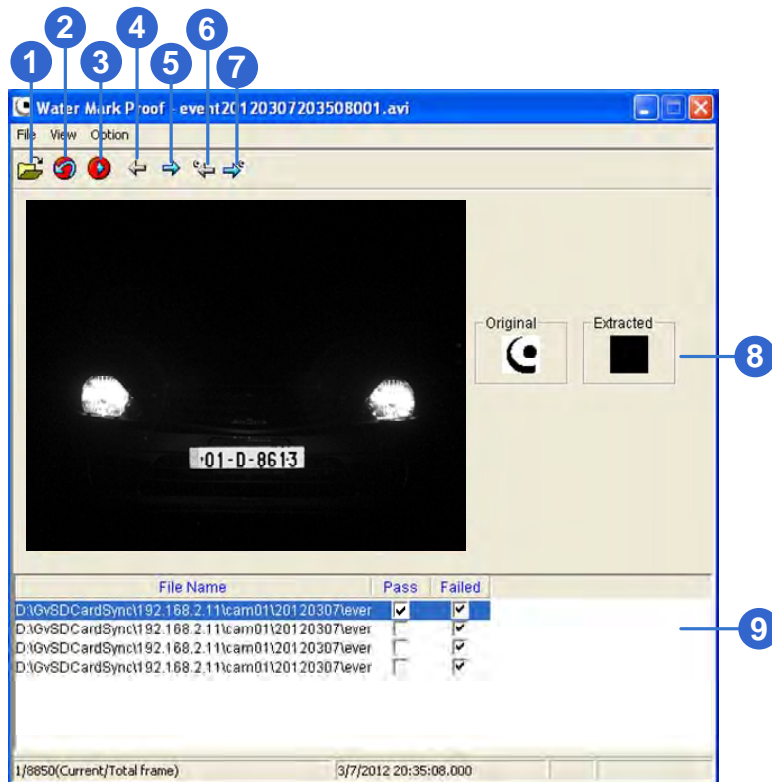 2 4 6
1 3 5 7
Water Mark Proof - event20120307203508001.avi
File View Option
Original Extracted
8
01-D-8613
File Name Pass Failed
D:\GvSDCardSync\192.168.2.11\cam01\20120307\ever
D:\GvSDCardSync\192.168.2.11\cam01\20120307\ever
9
D:\GvSDCardSync\192.168.2.11\cam01\20120307\ever
D:\GvSDCardSync\192.168.2.11\cam01\20120307\ever
1/8850(Current/Total frame) 3/7/2012 20:35:08.000